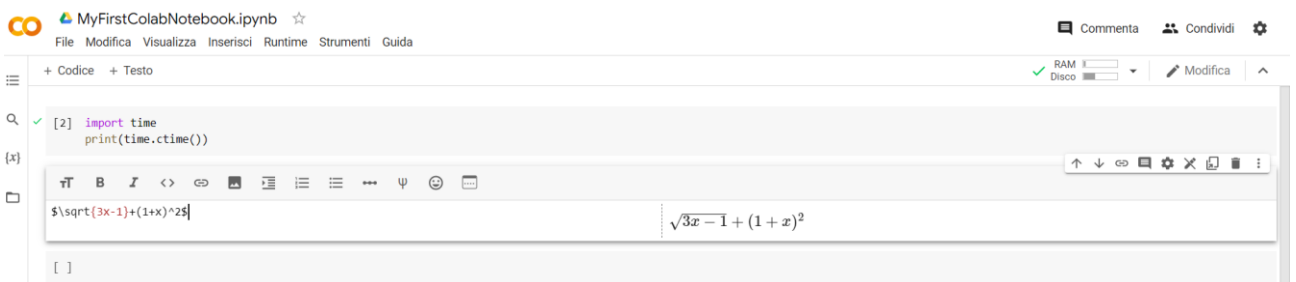 MyFirstColabNotebook.ipynb
File Modifica Visualizza Inserisci Runtime Strumenti Guida
Commenta Condividi
+ Codice + Testo
RAM
Disco
Modifica
[2] import time
print(time.ctime())
{x}
B I <> Ψ
$\sqrt{3x-1}+(1+x)^2$
√3x − 1 + (1 + x)²
[ ]